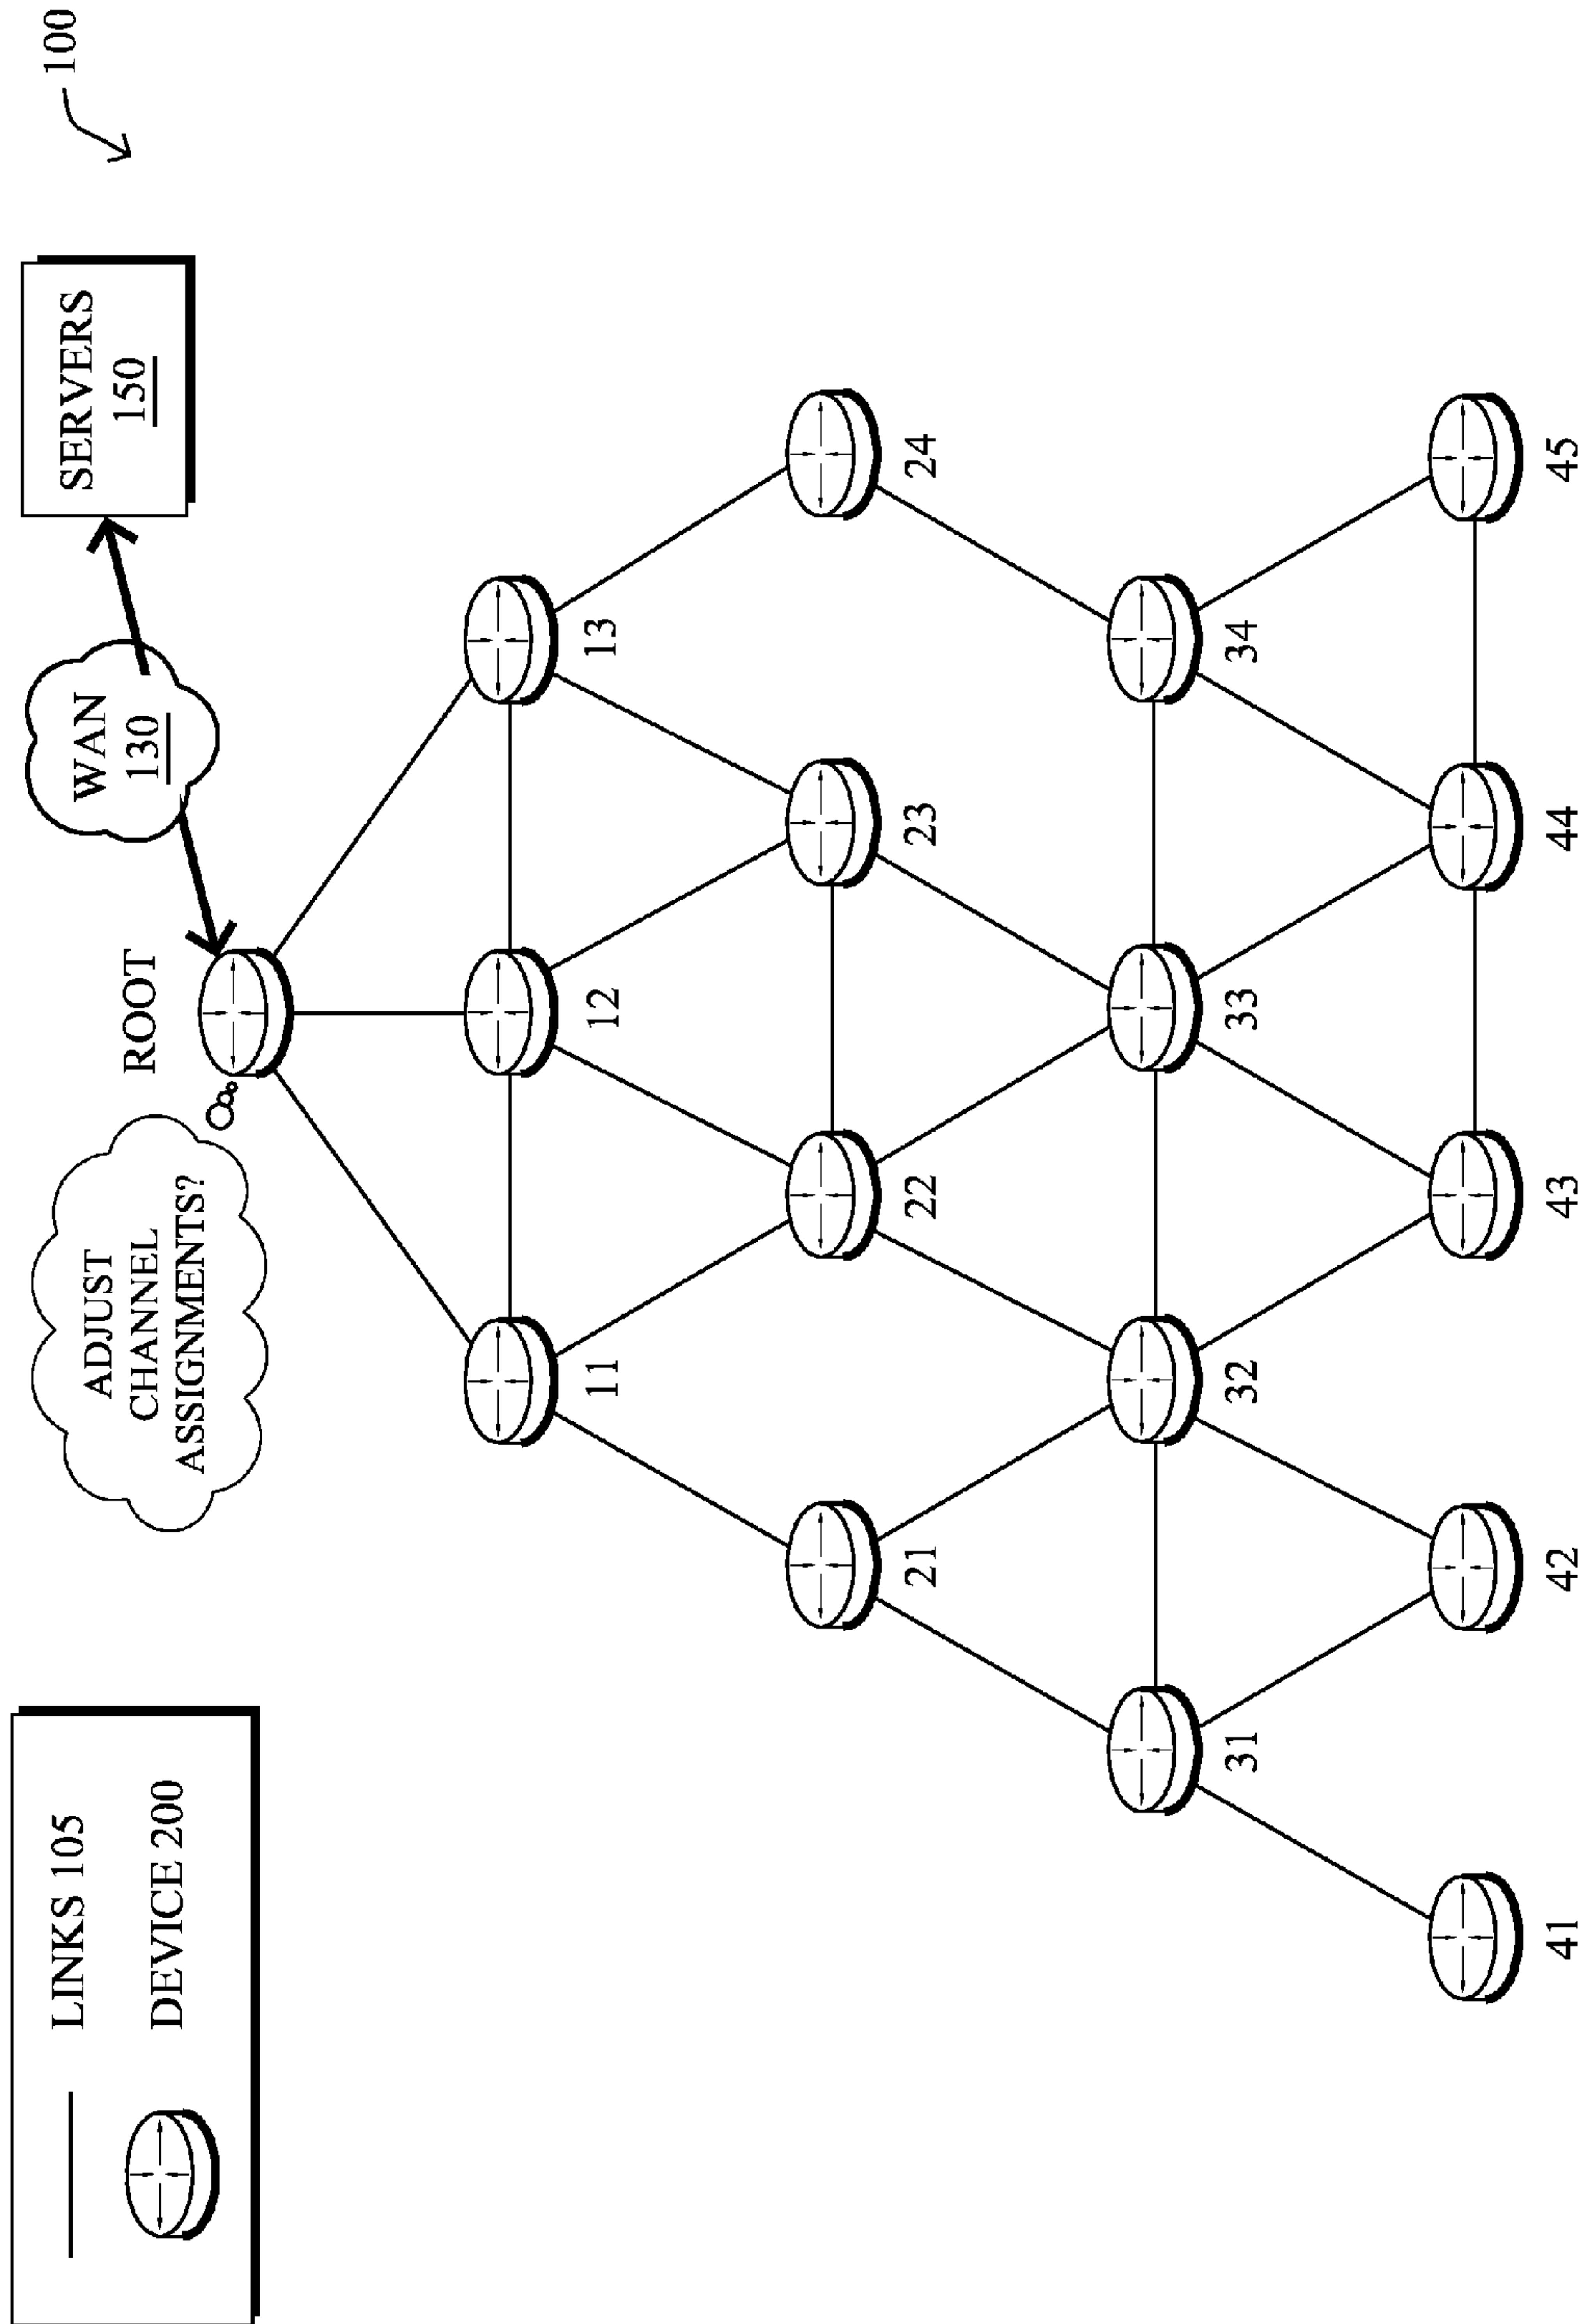 LINKS 105
DEVICE 200
ADJUST
CHANNEL
ASSIGNMENTS?
ROOT
WAN
130
SERVERS
150
100
11
12
13
21
22
23
24
31
32
33
34
41
42
43
44
45